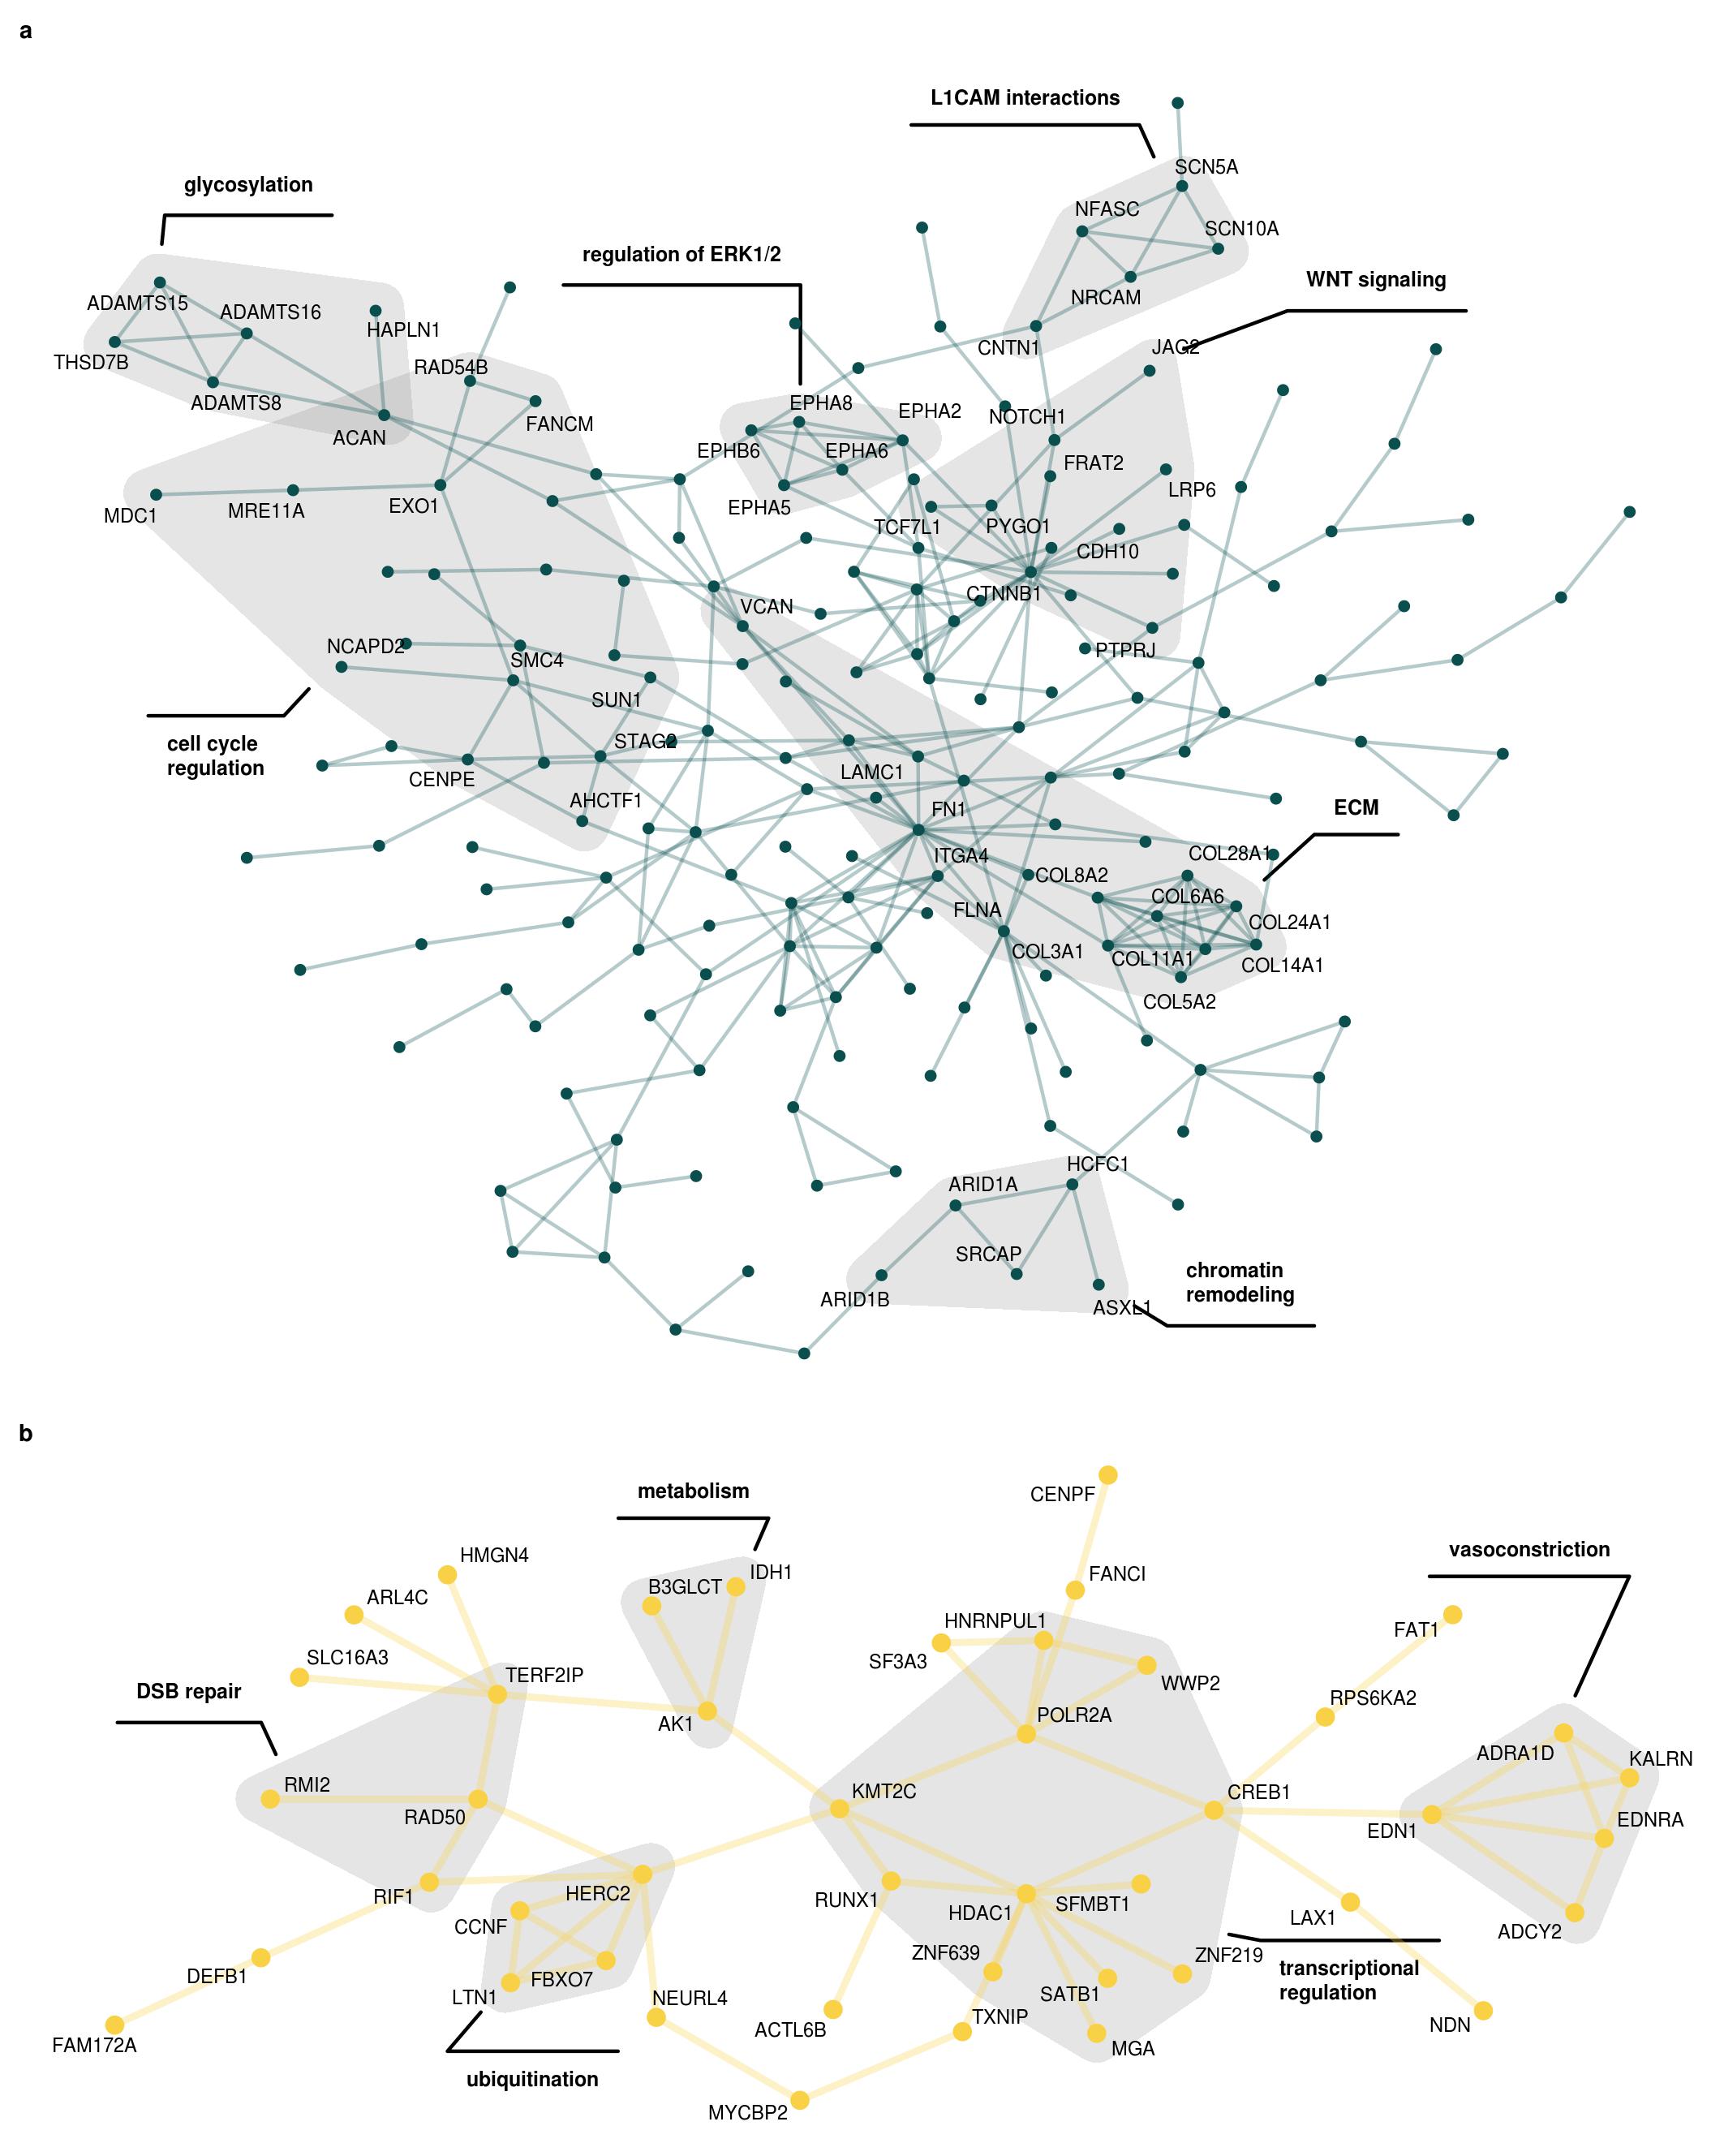 a
L1CAM interactions
SCN5A
glycosylation
NFASC
SCN10A
regulation of ERK1/2
WNT signaling
NRCAM
ADAMTS15
ADAMTS16
HAPLN1
CNTN1
JAG2
THSD7B
RAD54B
ADAMTS8
EPHA8
EPHA2
NOTCH1
FANCM
ACAN
EPHB6
EPHA6
FRAT2
LRP6
MDC1
MRE11A
EXO1
EPHA5
TCF7L1
PYGO1
CDH10
CTNNB1
VCAN
NCAPD2
SMC4
PTPRJ
SUN1
STAG2
cell cycle
regulation
CENPE
LAMC1
AHCTF1
FN1
ECM
ITGA4
COL28A1
COL8A2
COL6A6
FLNA
COL24A1
COL3A1
COL11A1
COL14A1
COL5A2
HCFC1
ARID1A
SRCAP
chromatin
remodeling
ARID1B
ASXL1
b
metabolism
CENPF
HMGN4
vasoconstriction
B3GLCT
IDH1
FANCI
ARL4C
HNRNPUL1
FAT1
SLC16A3
SF3A3
TERF2IP
WWP2
DSB repair
RPS6KA2
AK1
POLR2A
ADRA1D
KALRN
RMI2
KMT2C
CREB1
RAD50
EDN1
EDNRA
RIF1
HERC2
RUNX1
HDAC1
SFMBT1
LAX1
CCNF
ADCY2
ZNF639
ZNF219
transcriptional
regulation
DEFB1
FBXO7
LTN1
NEURL4
SATB1
TXNIP
ACTL6B
NDN
FAM172A
MGA
ubiquitination
MYCBP2